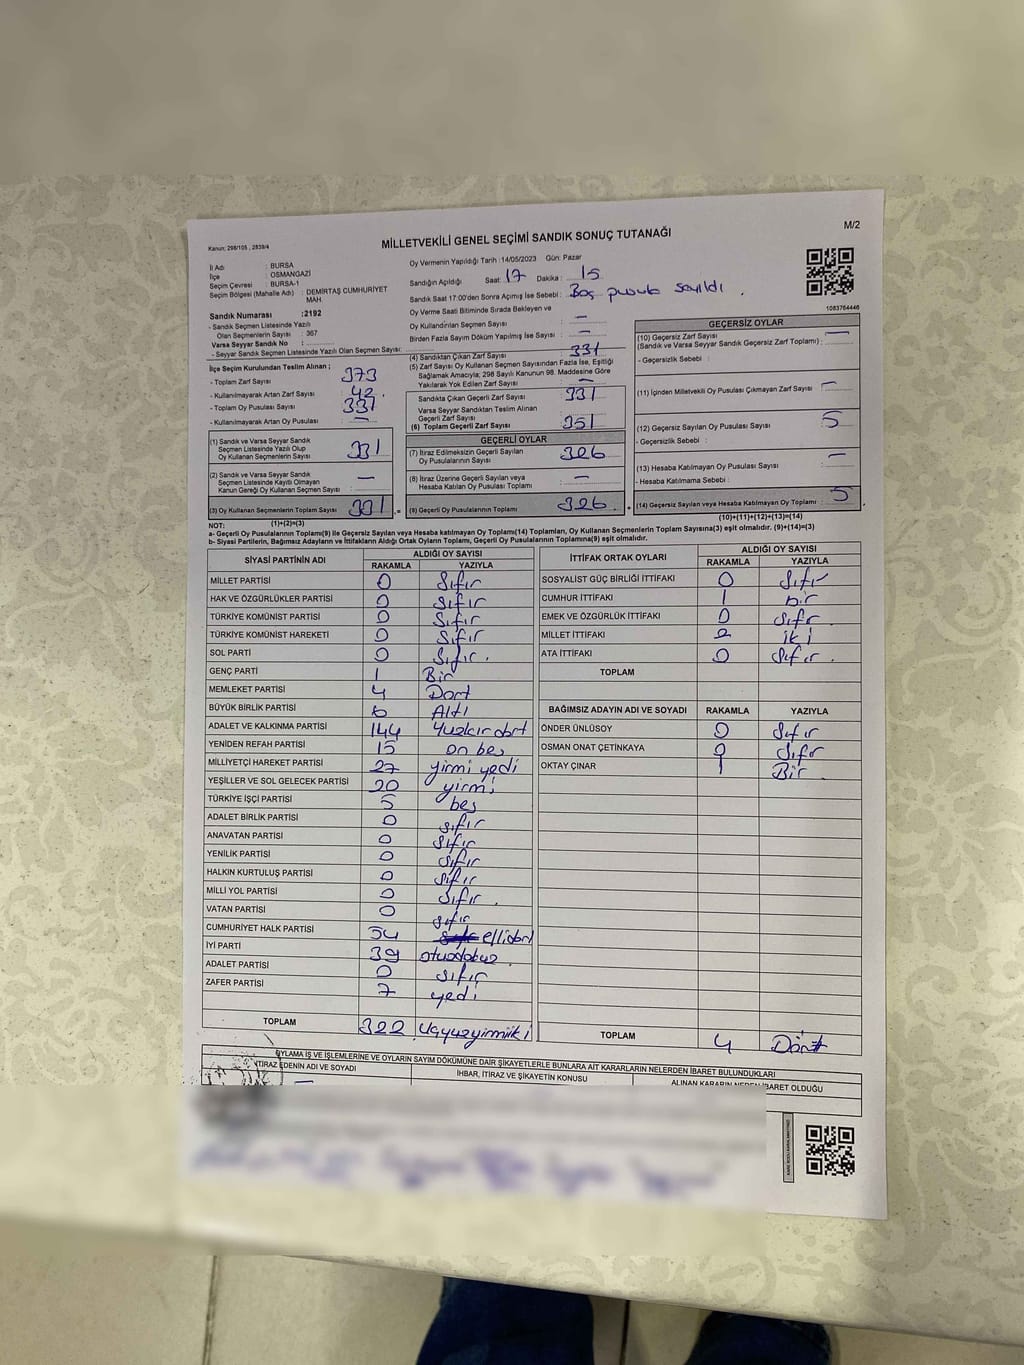 M/2
Kanun: 298/105 , 2839/4
MİLLETVEKİLİ GENEL SEÇİMİ SANDIK SONUÇ TUTANAĞI
İl Adı : BURSA
İlçe : OSMANGAZİ
Seçim Çevresi : BURSA-1
Seçim Bölgesi (Mahalle Adı) : DEMİRTAŞ CUMHURİYET
MAH.
Sandık Numarası :2192
- Sandık Seçmen Listesinde Yazılı
Olan Seçmenlerin Sayısı : 367
Varsa Seyyar Sandık No :
- Seyyar Sandık Seçmen Listesinde Yazılı Olan Seçmen Sayısı:
İlçe Seçim Kurulundan Teslim Alınan ;
- Toplam Zarf Sayısı : 373
- Kullanılmayarak Artan Zarf Sayısı : 42
- Toplam Oy Pusulası Sayısı : 331
- Kullanılmayarak Artan Oy Pusulası : —
(1) Sandık ve Varsa Seyyar Sandık
Seçmen Listesinde Yazılı Olup
Oy Kullanan Seçmenlerin Sayısı : 331
(2) Sandık ve Varsa Seyyar Sandık
Seçmen Listesinde Kayıtlı Olmayan
Kanun Gereği Oy Kullanan Seçmen Sayısı : —
(3) Oy Kullanan Seçmenlerin Toplam Sayısı : 331 =
(1)+(2)=(3)
Oy Vermenin Yapıldığı Tarih :14/05/2023 Gün: Pazar
Sandığın Açıldığı Saat: 17 Dakika : 15
Sandık Saat 17:00'den Sonra Açılmış İse Sebebi : Boş pusula sayıldı .
Oy Verme Saati Bitiminde Sırada Bekleyen ve
Oy Kullandırılan Seçmen Sayısı : —
Birden Fazla Sayım Döküm Yapılmış İse Sayısı : —
(4) Sandıktan Çıkan Zarf Sayısı : 331
(5) Zarf Sayısı Oy Kullanan Seçmen Sayısından Fazla İse, Eşitliği
Sağlamak Amacıyla; 298 Sayılı Kanunun 98. Maddesine Göre
Yakılarak Yok Edilen Zarf Sayısı : —
Sandıkta Çıkan Geçerli Zarf Sayısı : 331
Varsa Seyyar Sandıktan Teslim Alınan
Geçerli Zarf Sayısı :
(6) Toplam Geçerli Zarf Sayısı : 351
GEÇERLİ OYLAR
(7) İtiraz Edilmeksizin Geçerli Sayılan
Oy Pusulalarının Sayısı : 326
(8) İtiraz Üzerine Geçerli Sayılan veya
Hesaba Katılan Oy Pusulası Toplamı : —
(9) Geçerli Oy Pusulalarının Toplamı : 326 +
1083764446
GEÇERSİZ OYLAR
(10) Geçersiz Zarf Sayısı
(Sandık ve Varsa Seyyar Sandık Geçersiz Zarf Toplamı) : —
- Geçersizlik Sebebi :
(11) İçinden Milletvekili Oy Pusulası Çıkmayan Zarf Sayısı : —
(12) Geçersiz Sayılan Oy Pusulası Sayısı : 5
- Geçersizlik Sebebi :
(13) Hesaba Katılmayan Oy Pusulası Sayısı : —
- Hesaba Katılmama Sebebi :
(14) Geçersiz Sayılan veya Hesaba Katılmayan Oy Toplamı : 5
(10)+(11)+(12)+(13)=(14)
NOT:
a- Geçerli Oy Pusulalarının Toplamı(9) ile Geçersiz Sayılan veya Hesaba Katılmayan Oy Toplamı(14) Toplamları, Oy Kullanan Seçmenlerin Toplam Sayısına(3) eşit olmalıdır. (9)+(14)=(3)
b- Siyasi Partilerin, Bağımsız Adayların ve İttifakların Aldığı Ortak Oyların Toplamı, Geçerli Oy Pusulalarının Toplamına(9) eşit olmalıdır.
SİYASİ PARTİNİN ADI ALDIĞI OY SAYISI
RAKAMLA YAZIYLA
MİLLET PARTİSİ 0 Sıfır
HAK VE ÖZGÜRLÜKLER PARTİSİ 0 Sıfır
TÜRKİYE KOMÜNİST PARTİSİ 0 Sıfır
TÜRKİYE KOMÜNİST HAREKETİ 0 Sıfır
SOL PARTİ 0 Sıfır .
GENÇ PARTİ 1 Bir
MEMLEKET PARTİSİ 4 Dört
BÜYÜK BİRLİK PARTİSİ 6 Altı
ADALET VE KALKINMA PARTİSİ 144 Yüzkırdört
YENİDEN REFAH PARTİSİ 15 on beş
MİLLİYETÇİ HAREKET PARTİSİ 27 yirmi yedi
YEŞİLLER VE SOL GELECEK PARTİSİ 20 yirmi
TÜRKİYE İŞÇİ PARTİSİ 5 beş
ADALET BİRLİK PARTİSİ 0 sıfır
ANAVATAN PARTİSİ 0 sıfır
YENİLİK PARTİSİ 0 sıfır
HALKIN KURTULUŞ PARTİSİ 0 sıfır
MİLLİ YOL PARTİSİ 0 Sıfır .
VATAN PARTİSİ 0 sıfır
CUMHURİYET HALK PARTİSİ 54 ellidört
İYİ PARTİ 39 otuzdokuz .
ADALET PARTİSİ 0 sıfır
ZAFER PARTİSİ 7 yedi
TOPLAM 322 üçyüzyirmiiki
İTTİFAK ORTAK OYLARI ALDIĞI OY SAYISI
RAKAMLA YAZIYLA
SOSYALİST GÜÇ BİRLİĞİ İTTİFAKI 0 Sıfır
CUMHUR İTTİFAKI 1 bir
EMEK VE ÖZGÜRLÜK İTTİFAKI 0 sıfır
MİLLET İTTİFAKI 2 iki
ATA İTTİFAKI 0 Sıfır .
TOPLAM
BAĞIMSIZ ADAYIN ADI VE SOYADI RAKAMLA YAZIYLA
ÖNDER ÜNLÜSOY 0 Sıfır
OSMAN ONAT ÇETİNKAYA 0 Sıfır
OKTAY ÇINAR 1 Bir
TOPLAM 4 Dört
OYLAMA İŞ VE İŞLEMLERİNE VE OYLARIN SAYIM DÖKÜMÜNE DAİR ŞİKAYETLERLE BUNLARA AİT KARARLARIN NELERDEN İBARET BULUNDUKLARI
İTİRAZ EDENİN ADI VE SOYADI İHBAR, İTİRAZ VE ŞİKAYETİN KONUSU ALINAN KARARIN NEDEN İBARET OLDUĞU